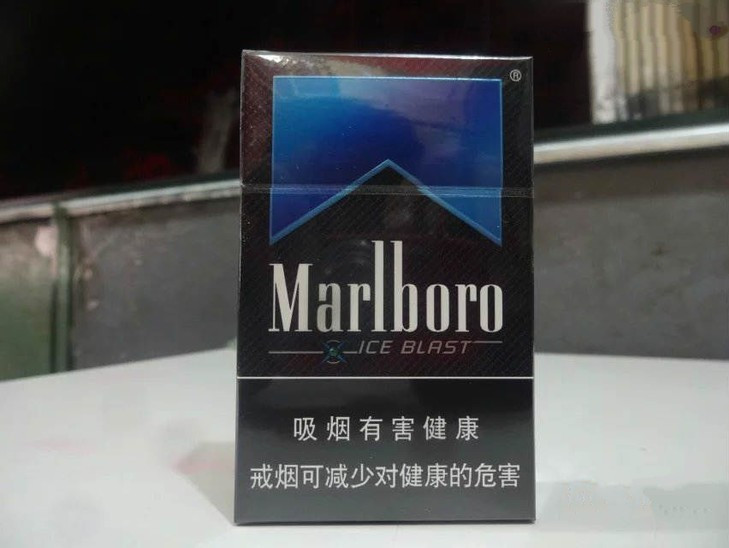 ®
Marlboro
ICE BLAST
吸烟有害健康
戒烟可减少对健康的危害